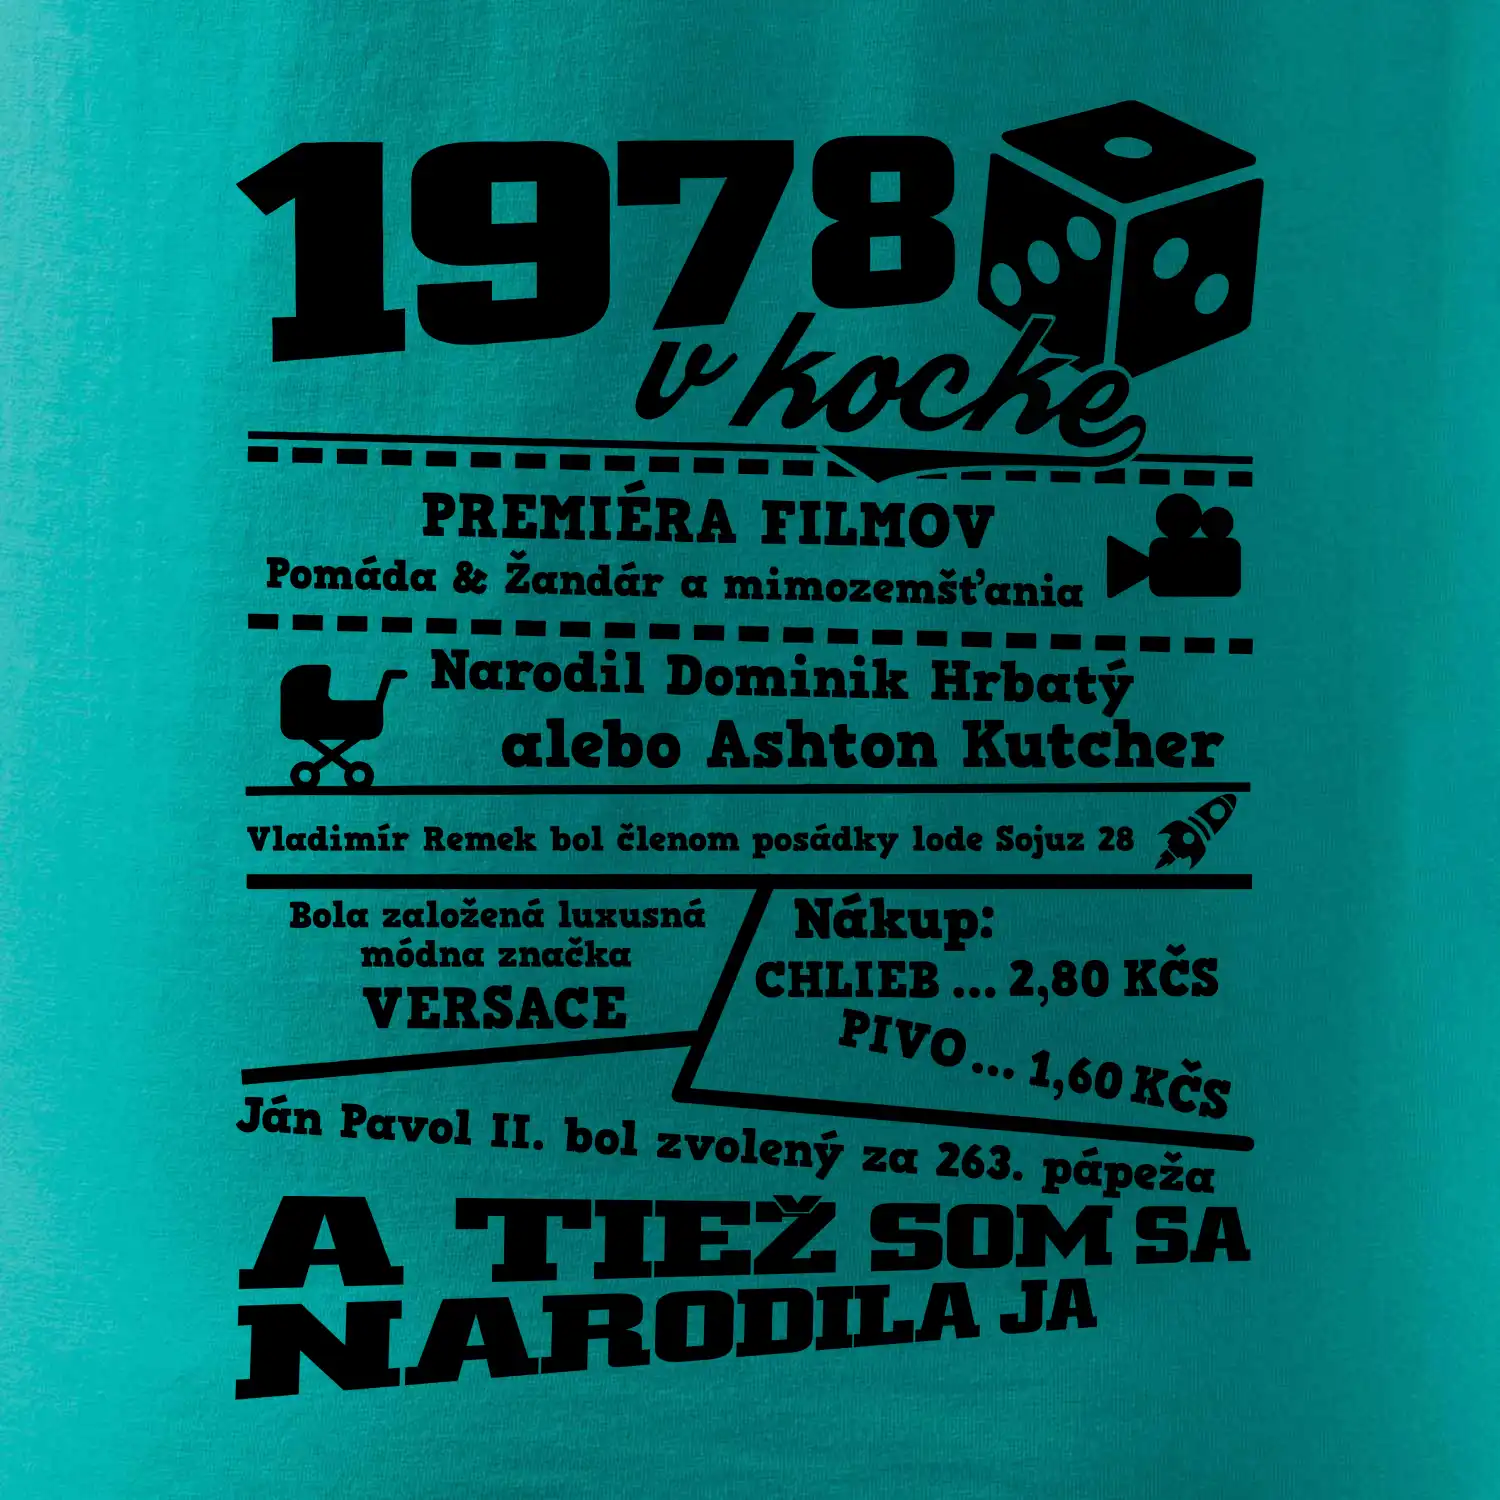 1978
v kocke
PREMIÉRA FILMOV
Pomáda & Žandár a mimozemšťania
Narodil Dominik Hrbatý
alebo Ashton Kutcher
Vladimír Remek bol členom posádky lode Sojuz 28
Bola založená luxusná
módna značka
VERSACE
Nákup:
CHLIEB ... 2,80 KČS
PIVO ... 1,60 KČS
Ján Pavol II. bol zvolený za 263. pápeža
A TIEŽ SOM SA
NARODILA JA